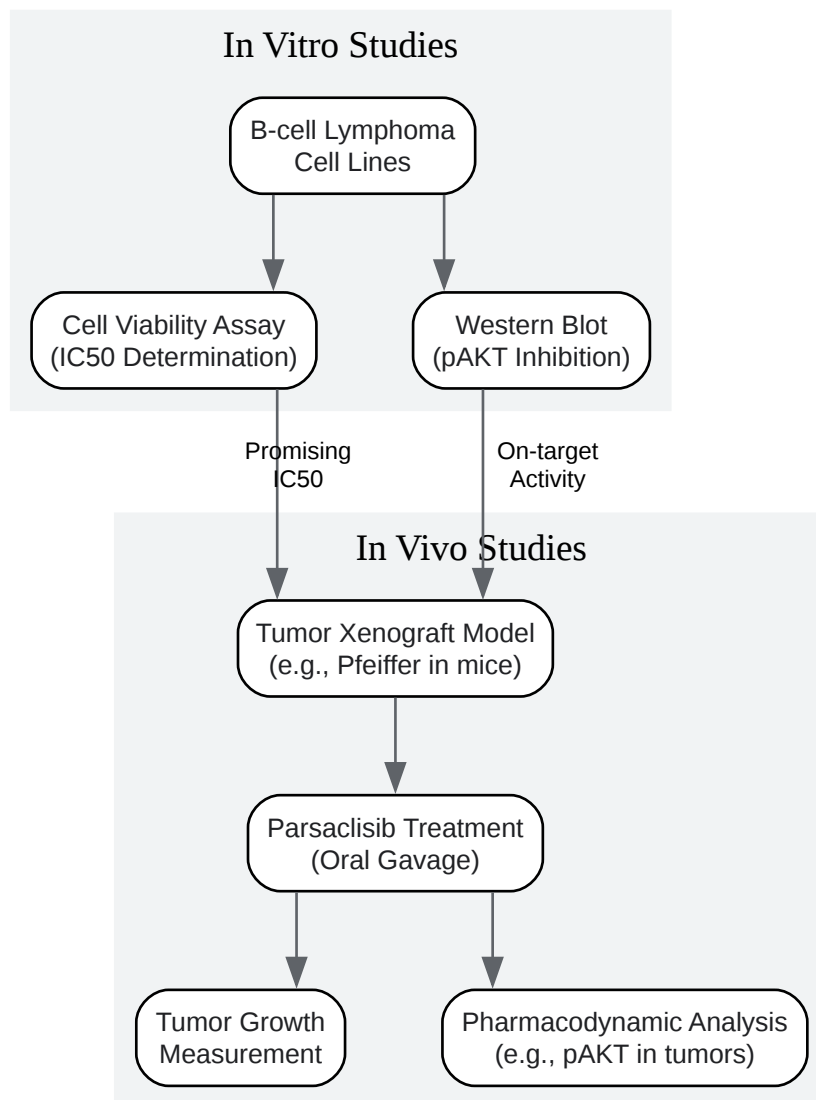 In Vitro Studies
B-cell Lymphoma
Cell Lines
Cell Viability Assay
(IC50 Determination)
Western Blot
(pAKT Inhibition)
Promising
IC50
On-target
Activity
In Vivo Studies
Tumor Xenograft Model
(e.g., Pfeiffer in mice)
Parsaclisib Treatment
(Oral Gavage)
Tumor Growth
Measurement
Pharmacodynamic Analysis
(e.g., pAKT in tumors)